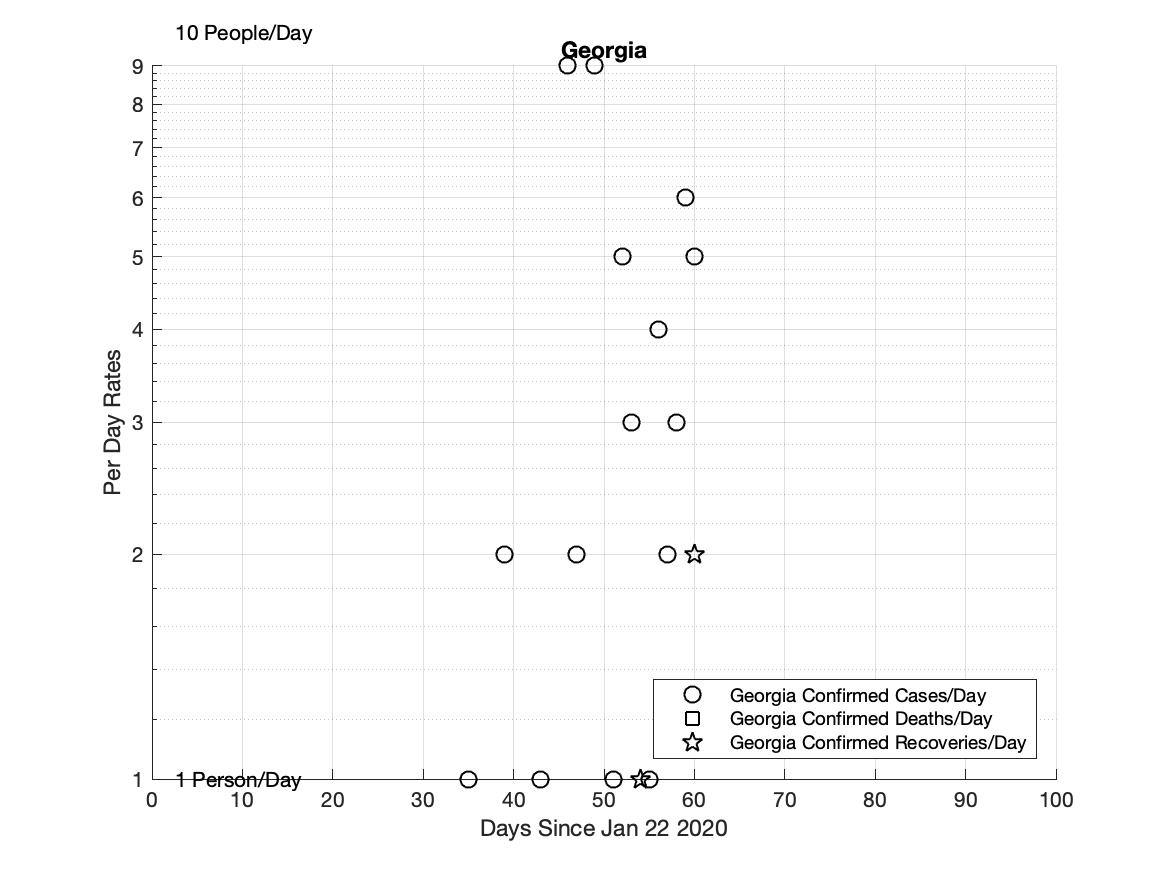 10 People/Day
Georgia
9
8
7
6
5
4
3
2
1
Per Day Rates
1 Person/Day
Georgia Confirmed Cases/Day
Georgia Confirmed Deaths/Day
Georgia Confirmed Recoveries/Day
0 10 20 30 40 50 60 70 80 90 100
Days Since Jan 22 2020